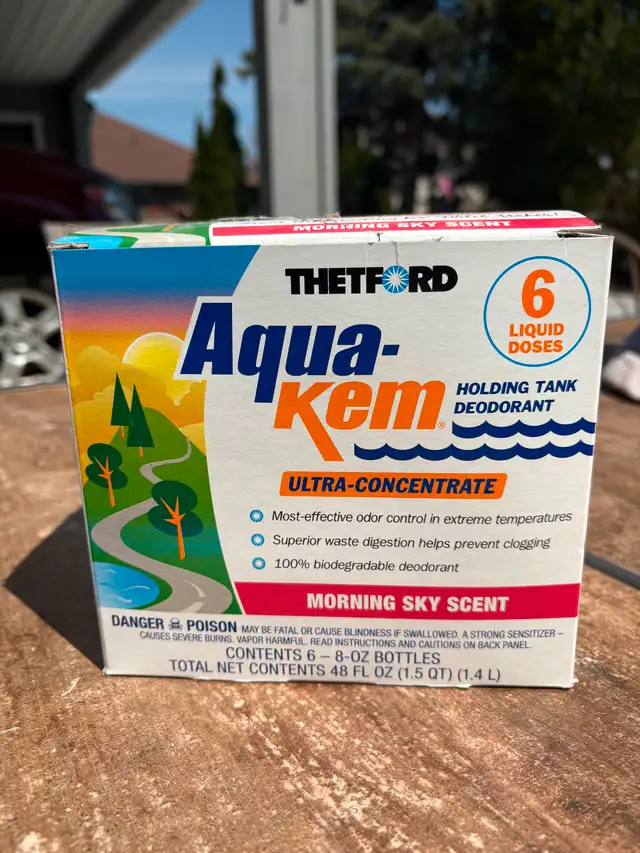 MORNING SKY SCENT
THETFORD
6
LIQUID
DOSES
Aqua-
Kem®
HOLDING TANK
DEODORANT
ULTRA-CONCENTRATE
Most-effective odor control in extreme temperatures
Superior waste digestion helps prevent clogging
100% biodegradable deodorant
MORNING SKY SCENT
DANGER ☠ POISON MAY BE FATAL OR CAUSE BLINDNESS IF SWALLOWED. A STRONG SENSITIZER –
CAUSES SEVERE BURNS. VAPOR HARMFUL. READ INSTRUCTIONS AND CAUTIONS ON BACK PANEL.
CONTENTS 6 – 8-OZ BOTTLES
TOTAL NET CONTENTS 48 FL OZ (1.5 QT) (1.4 L)